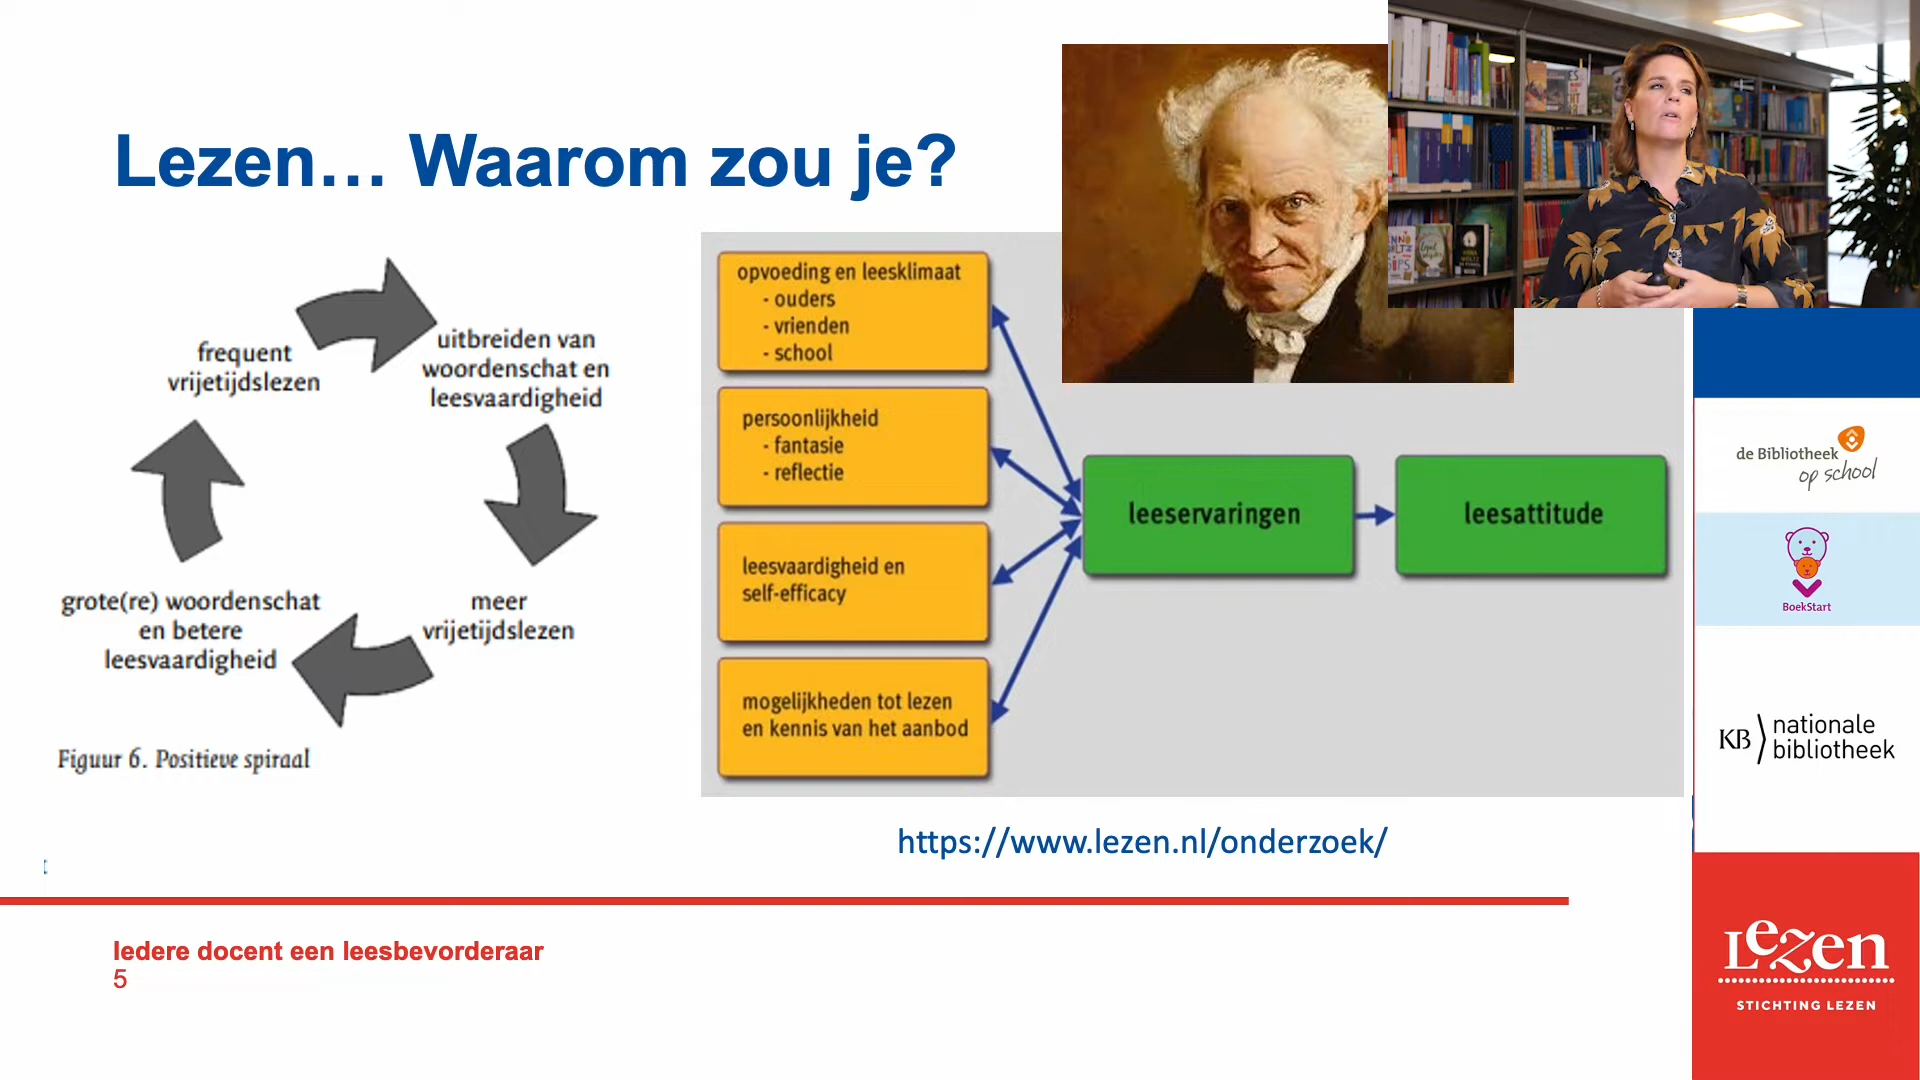 Lezen… Waarom zou je?
frequent
vrijetijdslezen
uitbreiden van
woordenschat en
leesvaardigheid
meer
vrijetijdslezen
grote(re) woordenschat
en betere
leesvaardigheid
Figuur 6. Positieve spiraal
opvoeding en leesklimaat
- ouders
- vrienden
- school
persoonlijkheid
- fantasie
- reflectie
leesvaardigheid en
self-efficacy
mogelijkheden tot lezen
en kennis van het aanbod
leeservaringen
leesattitude
https://www.lezen.nl/onderzoek/
Iedere docent een leesbevorderaar
5
de Bibliotheek
op school
BoekStart
KB nationale
bibliotheek
Lezen
STICHTING LEZEN